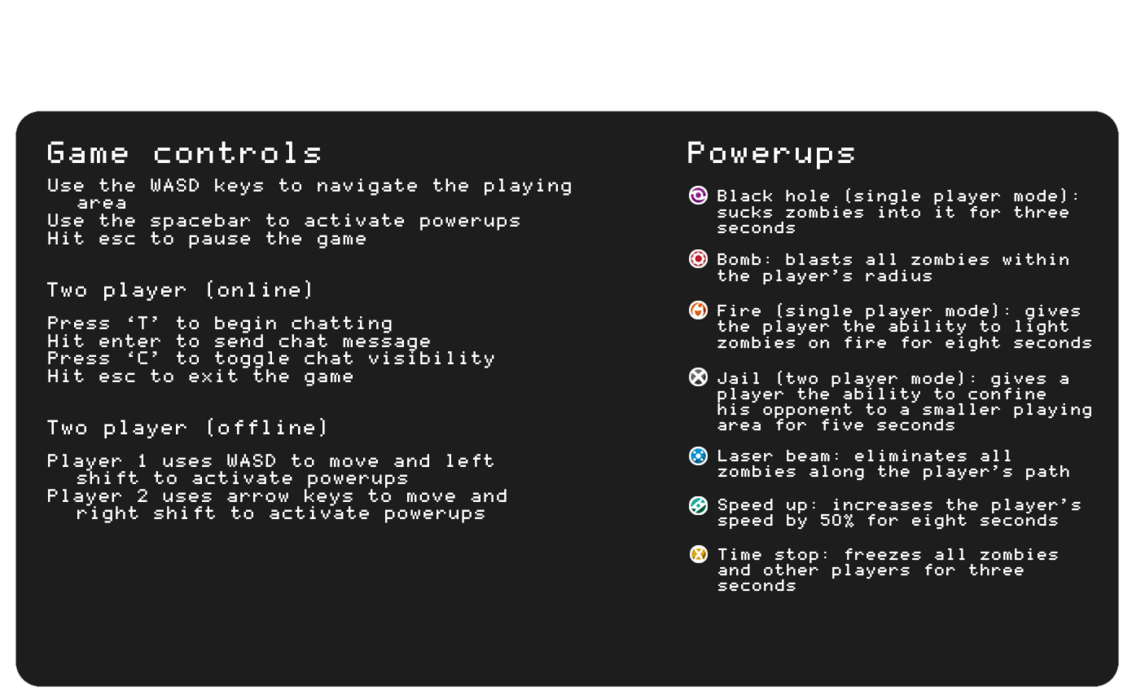 Game controls
Use the WASD keys to navigate the playing
area
Use the spacebar to activate powerups
Hit esc to pause the game
Two player (online)
Press ‘T’ to begin chatting
Hit enter to send chat message
Press ‘C’ to toggle chat visibility
Hit esc to exit the game
Two player (offline)
Player 1 uses WASD to move and left
shift to activate powerups
Player 2 uses arrow keys to move and
right shift to activate powerups
Powerups
Black hole (single player mode):
sucks zombies into it for three
seconds
Bomb: blasts all zombies within
the player’s radius
Fire (single player mode): gives
the player the ability to light
zombies on fire for eight seconds
Jail (two player mode): gives a
player the ability to confine
his opponent to a smaller playing
area for five seconds
Laser beam: eliminates all
zombies along the player’s path
Speed up: increases the player’s
speed by 50% for eight seconds
Time stop: freezes all zombies
and other players for three
seconds